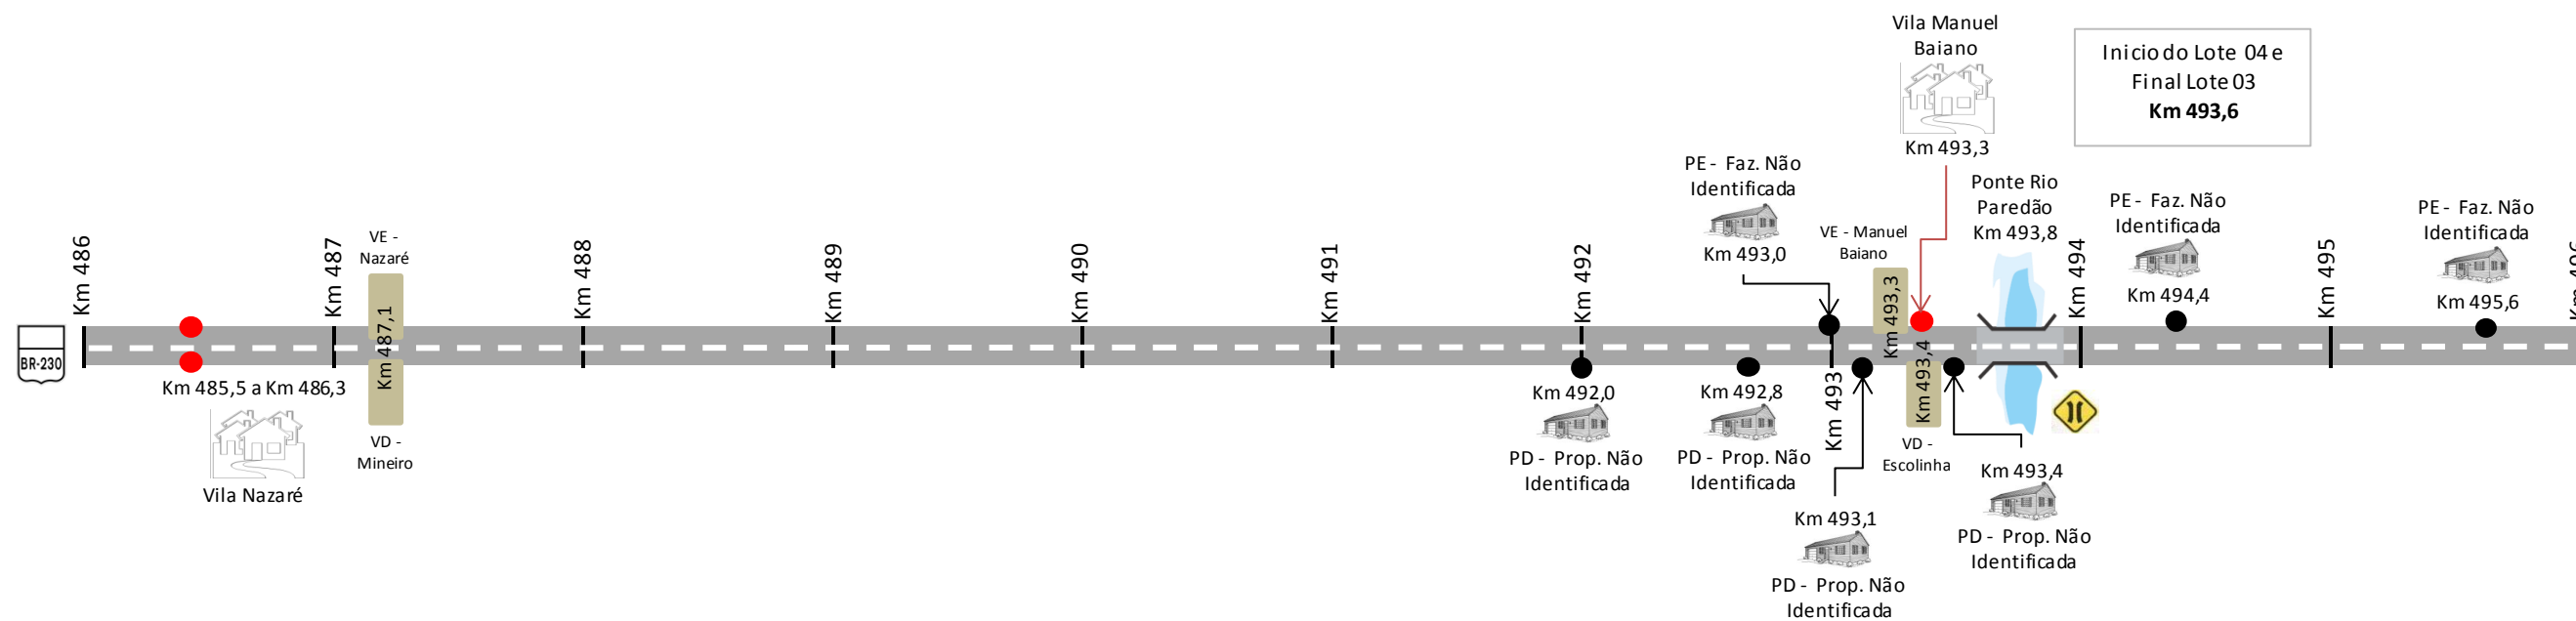 Vila Manuel
Baiano
Km 493,3
Inicio do Lote 04 e
Final Lote 03
Km 493,6
PE - Faz. Não
Identificada
Km 493,0
Ponte Rio
Paredão
Km 493,8
PE - Faz. Não
Identificada
Km 494,4
PE - Faz. Não
Identificada
Km 495,6
VE -
Nazaré
VE - Manuel
Baiano
Km 486
Km 487
Km 488
Km 489
Km 490
Km 491
Km 492
Km 493
Km 494
Km 495
Km 496
BR-230
Km 487,1
Km 493,3
Km 493,4
Km 485,5 a Km 486,3
Vila Nazaré
VD -
Mineiro
Km 492,0
PD - Prop. Não
Identificada
Km 492,8
PD - Prop. Não
Identificada
VD -
Escolinha
Km 493,4
PD - Prop. Não
Identificada
Km 493,1
PD - Prop. Não
Identificada